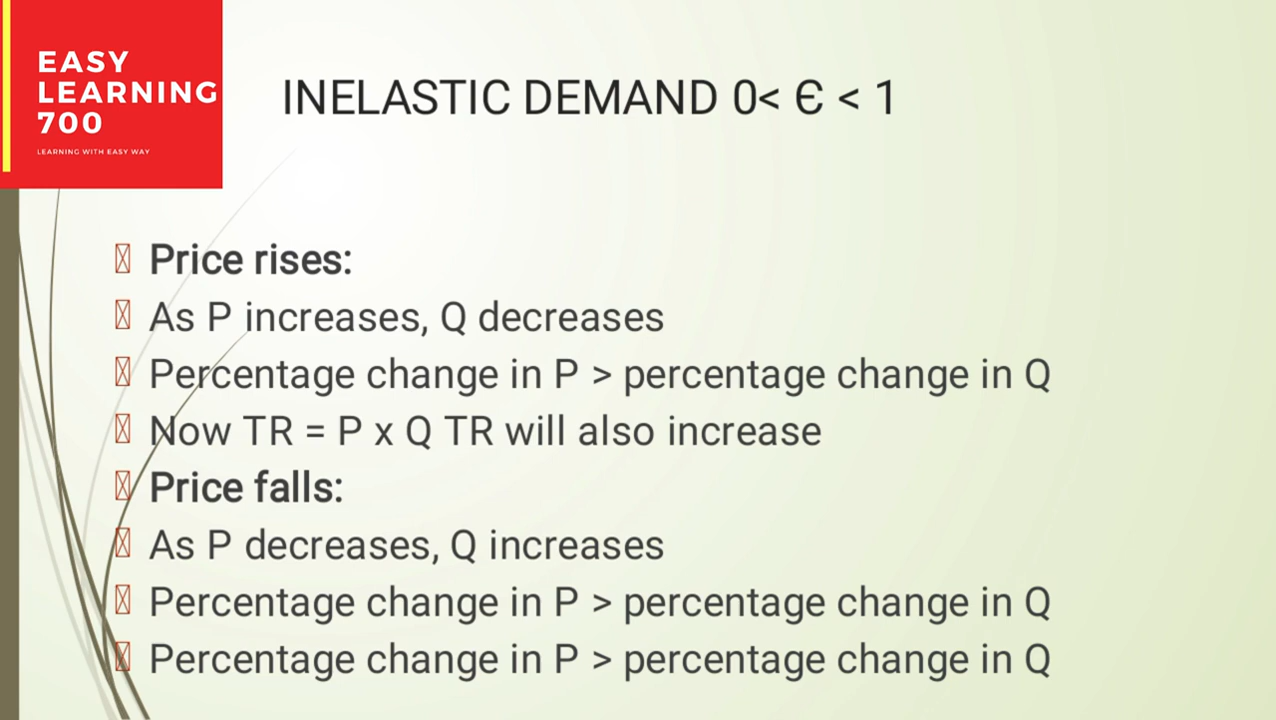 EASY
LEARNING
700
LEARNING WITH EASY WAY
INELASTIC DEMAND 0< Є < 1
Price rises:
As P increases, Q decreases
Percentage change in P > percentage change in Q
Now TR = P x Q TR will also increase
Price falls:
As P decreases, Q increases
Percentage change in P > percentage change in Q
Percentage change in P > percentage change in Q